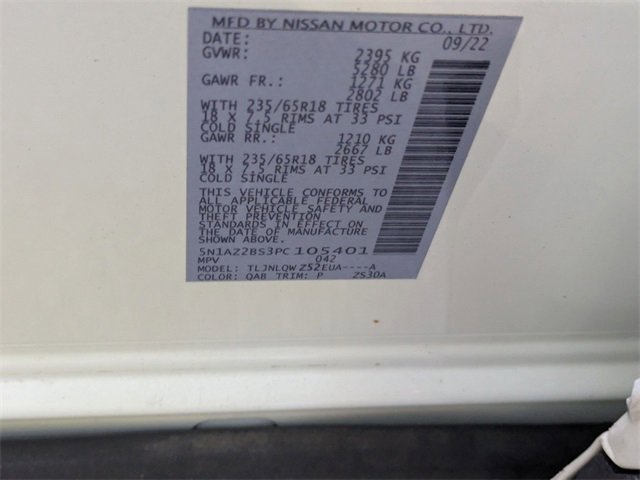 MFD BY NISSAN MOTOR CO., LTD.
DATE: 09/22
GVWR: 2395 KG
5280 LB
GAWR FR.: 1271 KG
2802 LB
WITH 235/65R18 TIRES
18 X 7.5 RIMS AT 33 PSI
COLD SINGLE
GAWR RR.: 1210 KG
2667 LB
WITH 235/65R18 TIRES
18 X 7.5 RIMS AT 33 PSI
COLD SINGLE
THIS VEHICLE CONFORMS TO
ALL APPLICABLE FEDERAL
MOTOR VEHICLE SAFETY AND
THEFT PREVENTION
STANDARDS IN EFFECT ON
THE DATE OF MANUFACTURE
SHOWN ABOVE.
5N1AZ2BS3PC105401
MPV 042
MODEL: TLJNLQW Z52EUA----A
COLOR: QAB TRIM: P ZS30A